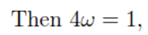 Then 4ω = 1,